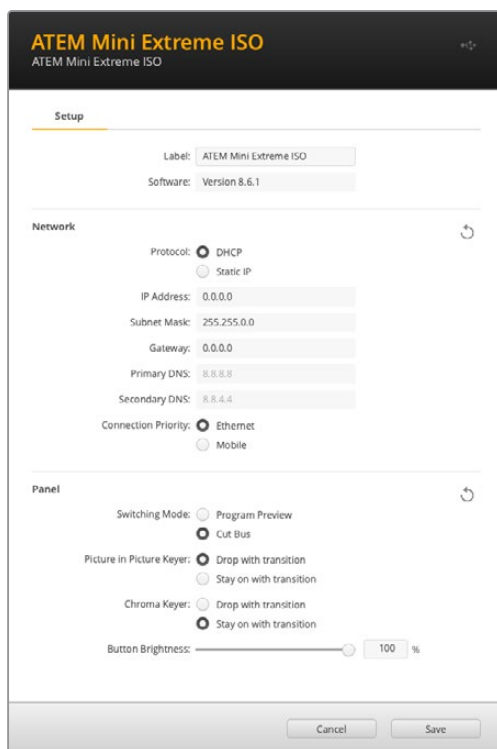 ATEM Mini Extreme ISO
ATEM Mini Extreme ISO
Setup
Label: ATEM Mini Extreme ISO
Software: Version 8.6.1
Network
Protocol: DHCP
Static IP
IP Address: 0.0.0.0
Subnet Mask: 255.255.0.0
Gateway: 0.0.0.0
Primary DNS: 8.8.8.8
Secondary DNS: 8.8.4.4
Connection Priority: Ethernet
Mobile
Panel
Switching Mode: Program Preview
Cut Bus
Picture in Picture Keyer: Drop with transition
Stay on with transition
Chroma Keyer: Drop with transition
Stay on with transition
Button Brightness: 100 %
Cancel Save